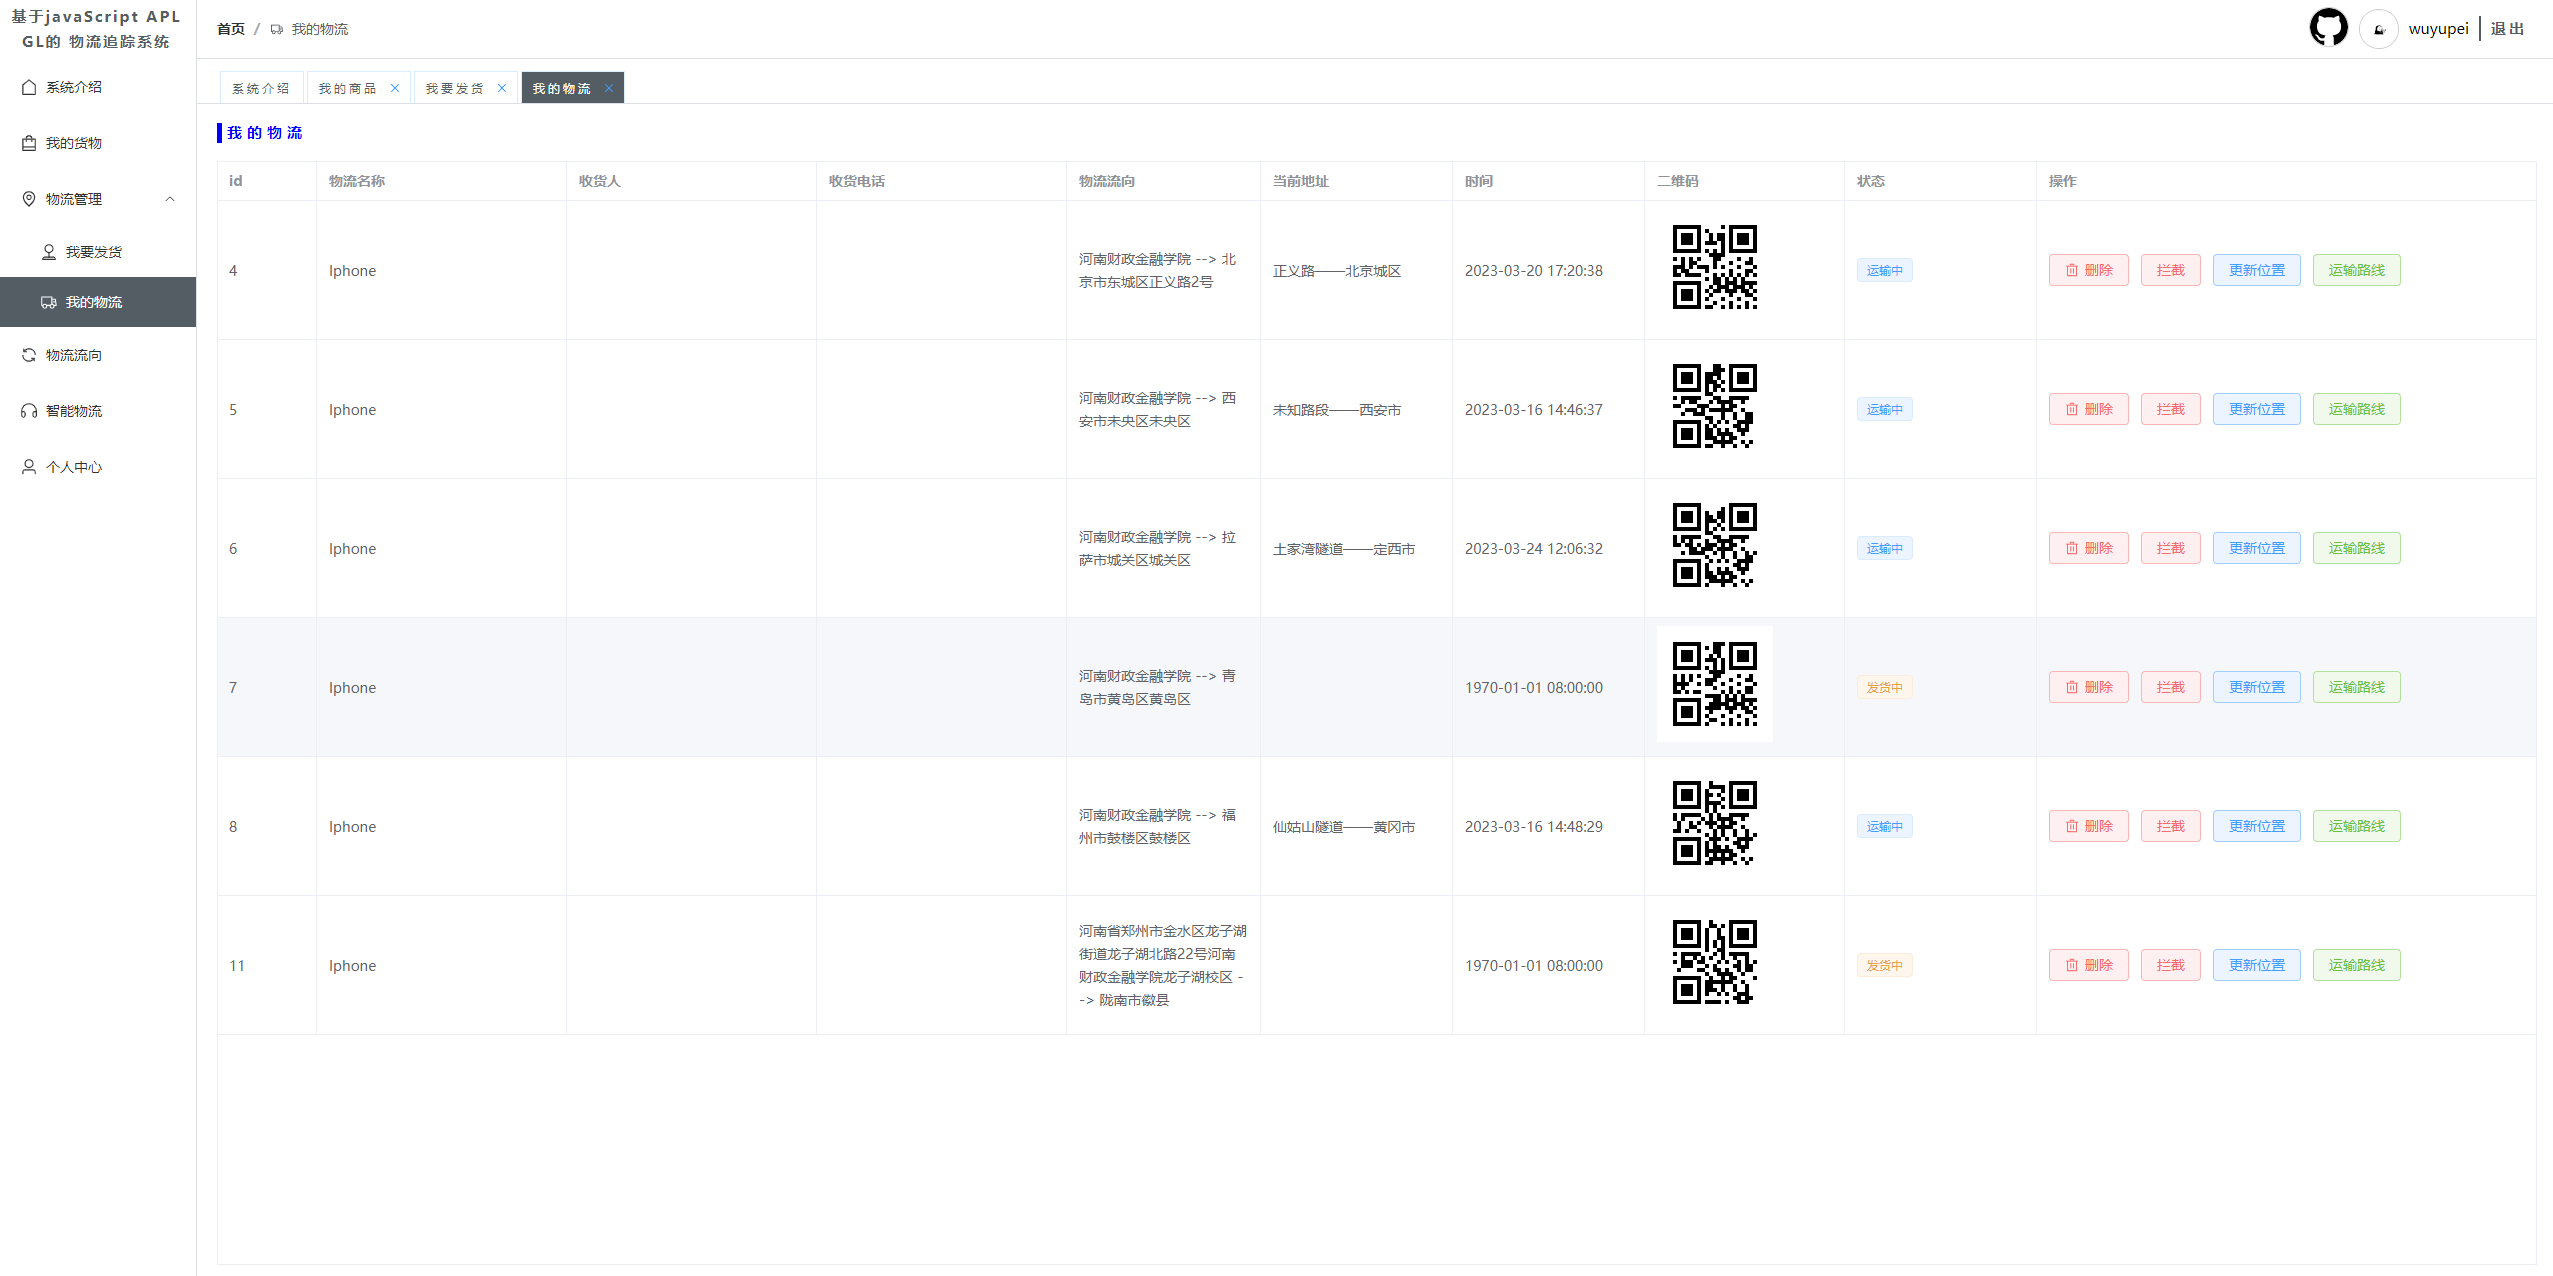 基于javaScript APL
GL的 物流追踪系统
系统介绍
我的货物
物流管理
我要发货
我的物流
物流流向
智能物流
个人中心
首页 / 我的物流
wuyupei 退出
系统介绍 我的商品 我要发货 我的物流
我的物流
id 物流名称 收货人 收货电话 物流流向 当前地址 时间 二维码 状态 操作
4 Iphone 河南财政金融学院 --> 北
京市东城区正义路2号 正义路——北京城区 2023-03-20 17:20:38 运输中 删除 拦截 更新位置 运输路线
5 Iphone 河南财政金融学院 --> 西
安市未央区未央区 未知路段——西安市 2023-03-16 14:46:37 运输中 删除 拦截 更新位置 运输路线
6 Iphone 河南财政金融学院 --> 拉
萨市城关区城关区 土家湾隧道——定西市 2023-03-24 12:06:32 运输中 删除 拦截 更新位置 运输路线
7 Iphone 河南财政金融学院 --> 青
岛市黄岛区黄岛区 1970-01-01 08:00:00 发货中 删除 拦截 更新位置 运输路线
8 Iphone 河南财政金融学院 --> 福
州市鼓楼区鼓楼区 仙姑山隧道——黄冈市 2023-03-16 14:48:29 运输中 删除 拦截 更新位置 运输路线
11 Iphone 河南省郑州市金水区龙子湖
街道龙子湖北路22号河南
财政金融学院龙子湖校区 -
-> 陇南市徽县 1970-01-01 08:00:00 发货中 删除 拦截 更新位置 运输路线